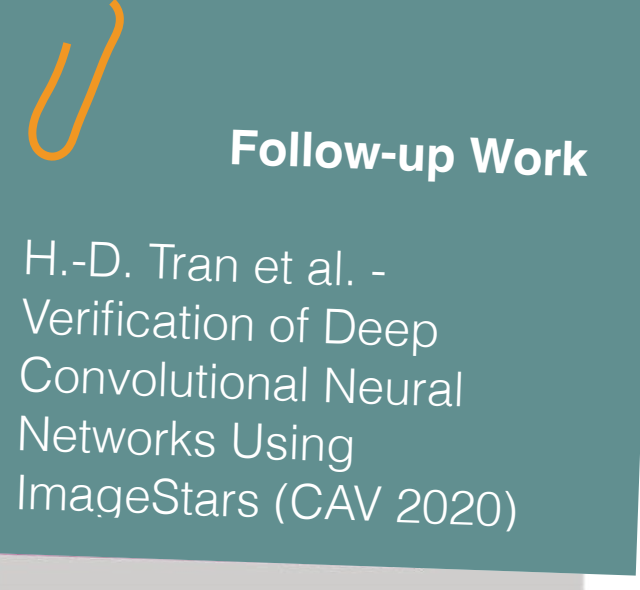 Follow-up Work
H.-D. Tran et al. -
Verification of Deep
Convolutional Neural
Networks Using
ImageStars (CAV 2020)